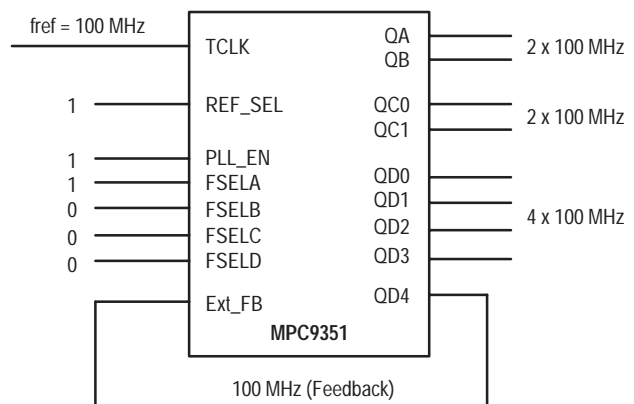 fref = 100 MHz
TCLK
QA
QB
2 x 100 MHz
1
REF_SEL
QC0
QC1
2 x 100 MHz
1
PLL_EN
1
FSELA
0
FSELB
0
FSELC
0
FSELD
QD0
QD1
QD2
QD3
4 x 100 MHz
Ext_FB
QD4
MPC9351
100 MHz (Feedback)